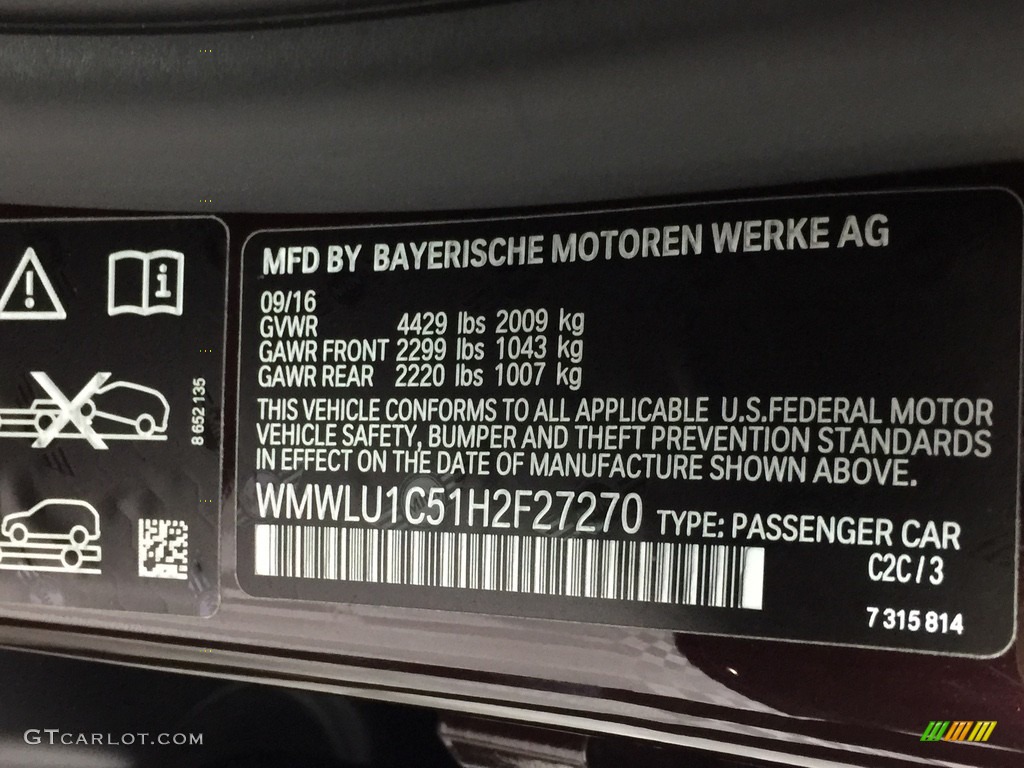 MFD BY BAYERISCHE MOTOREN WERKE AG
09/16
GVWR 4429 lbs 2009 kg
GAWR FRONT 2299 lbs 1043 kg
GAWR REAR 2220 lbs 1007 kg
THIS VEHICLE CONFORMS TO ALL APPLICABLE U.S.FEDERAL MOTOR
VEHICLE SAFETY, BUMPER AND THEFT PREVENTION STANDARDS
IN EFFECT ON THE DATE OF MANUFACTURE SHOWN ABOVE.
WMWLU1C51H2F27270 TYPE: PASSENGER CAR
C2C / 3
7 315 814
8 652 135
GTCARLOT.COM